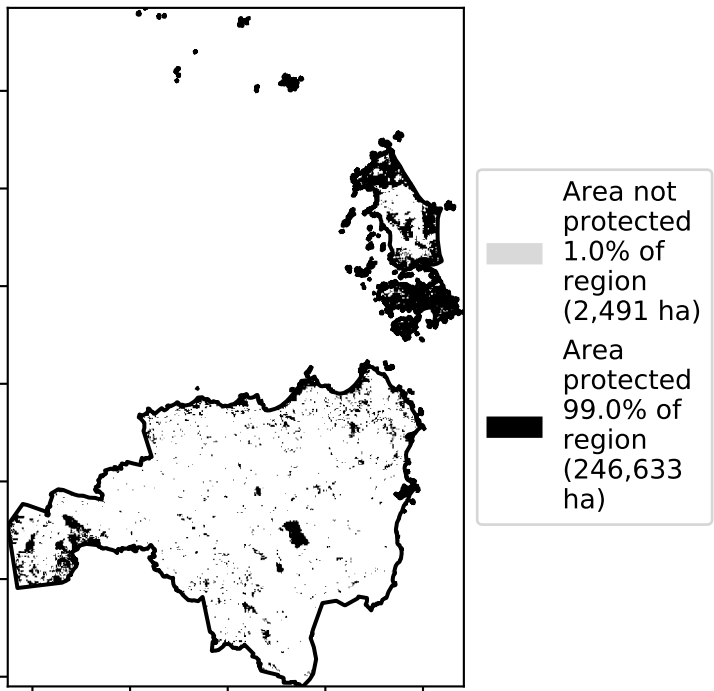 Area not
protected
1.0% of
region
(2,491 ha)
Area
protected
99.0% of
region
(246,633
ha)